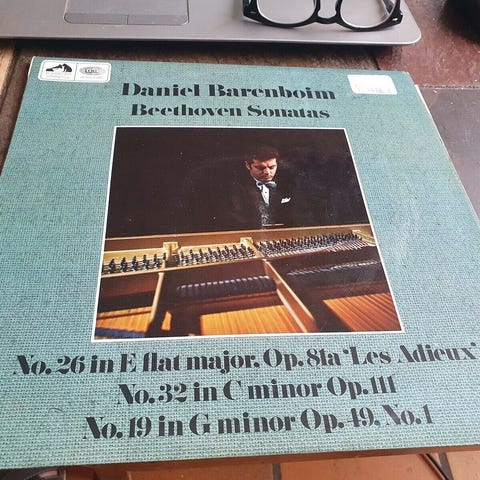 Daniel Barenboim
Beethoven Sonatas
No. 26 in E flat major, Op. 81a 'Les Adieux'
No. 32 in C minor Op. 111
No. 19 in G minor Op. 49, No. 1